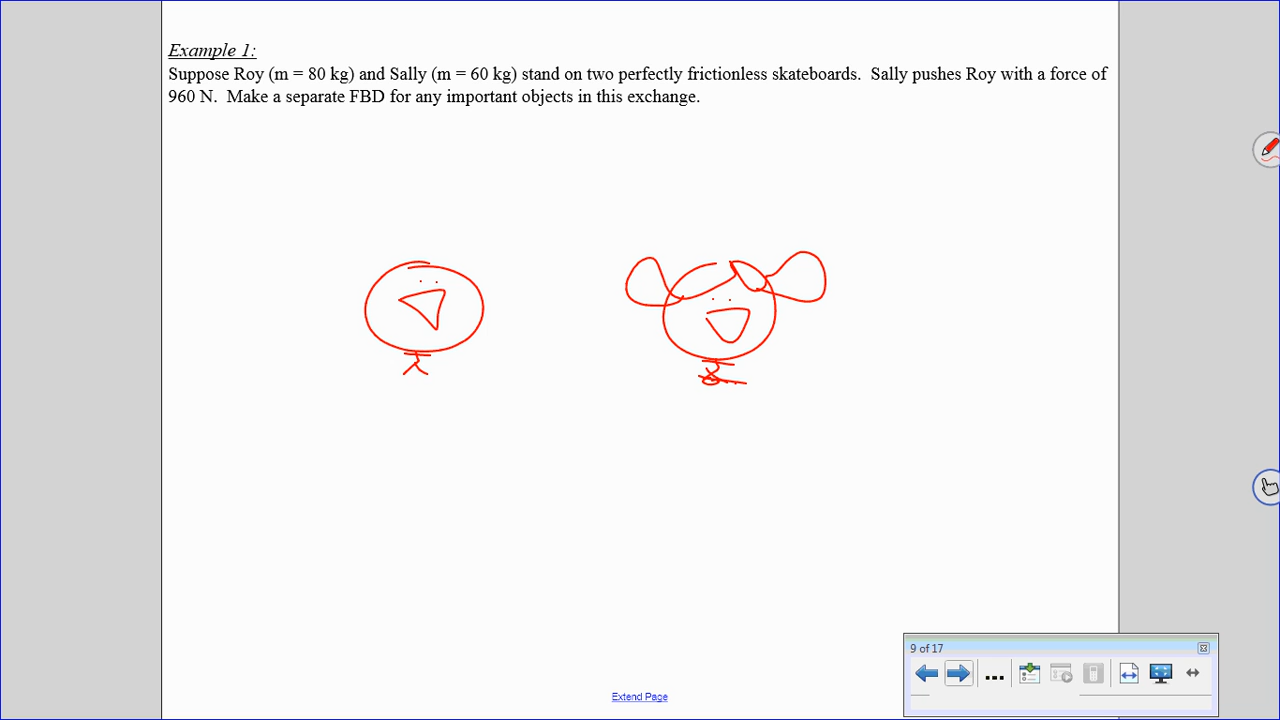 Example 1:
Suppose Roy (m = 80 kg) and Sally (m = 60 kg) stand on two perfectly frictionless skateboards.  Sally pushes Roy with a force of
960 N.  Make a separate FBD for any important objects in this exchange.
9 of 17
...
Extend Page